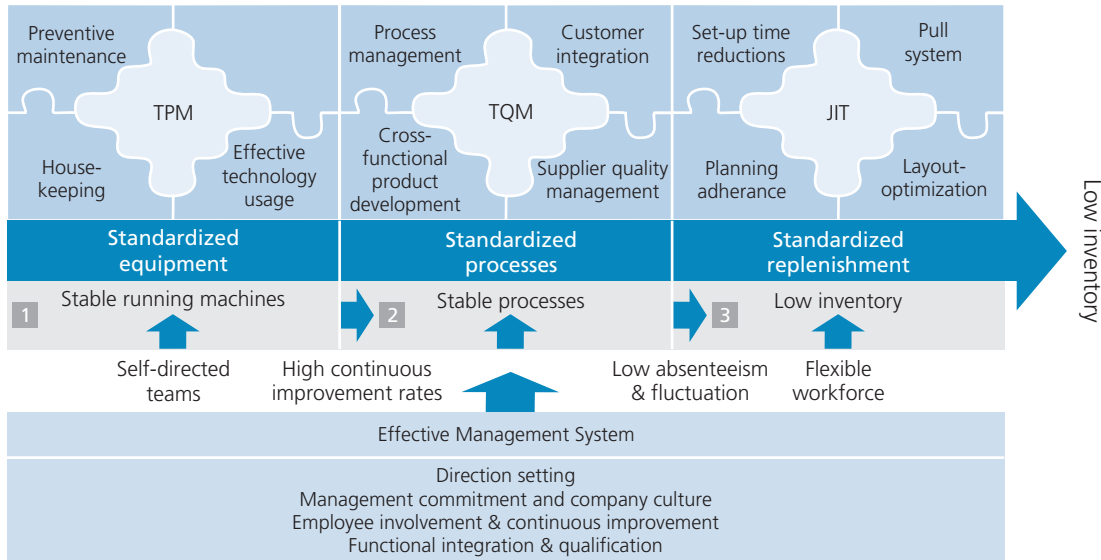 Preventive
maintenance
TPM
House-
keeping
Effective
technology
usage
Process
management
Customer
integration
TQM
Cross-
functional
product
development
Supplier quality
management
Set-up time
reductions
Pull
system
JIT
Planning
adherance
Layout-
optimization
Standardized
equipment
Standardized
processes
Standardized
replenishment
Low inventory
1
Stable running machines
2
Stable processes
3
Low inventory
Self-directed
teams
High continuous
improvement rates
Low absenteeism
& fluctuation
Flexible
workforce
Effective Management System
Direction setting
Management commitment and company culture
Employee involvement & continuous improvement
Functional integration & qualification